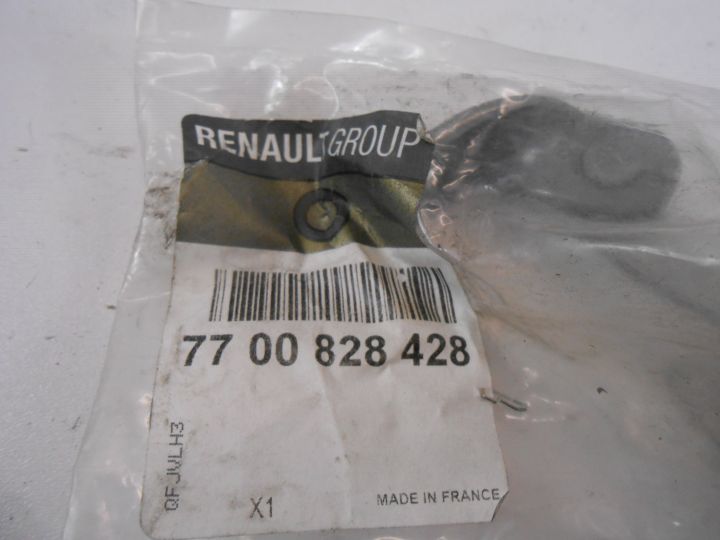 RENAULT GROUP
77 00 828 428
QFJWLH3
X1
MADE IN FRANCE